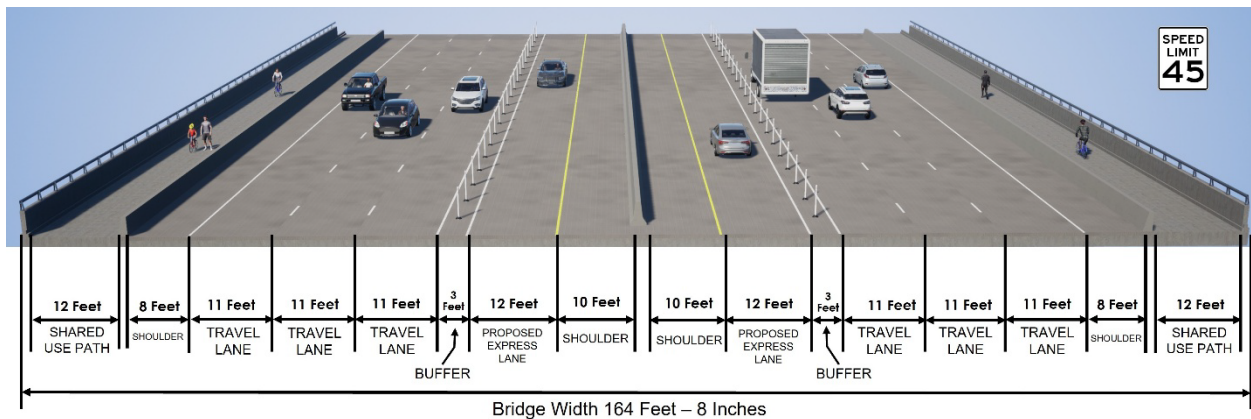 SPEED
LIMIT
45
12 Feet
SHARED
USE PATH
8 Feet
SHOULDER
11 Feet
TRAVEL
LANE
11 Feet
TRAVEL
LANE
11 Feet
TRAVEL
LANE
3
Feet
BUFFER
12 Feet
PROPOSED
EXPRESS
LANE
10 Feet
SHOULDER
10 Feet
SHOULDER
12 Feet
PROPOSED
EXPRESS
LANE
3
Feet
BUFFER
11 Feet
TRAVEL
LANE
11 Feet
TRAVEL
LANE
11 Feet
TRAVEL
LANE
8 Feet
SHOULDER
12 Feet
SHARED
USE PATH
Bridge Width 164 Feet – 8 Inches